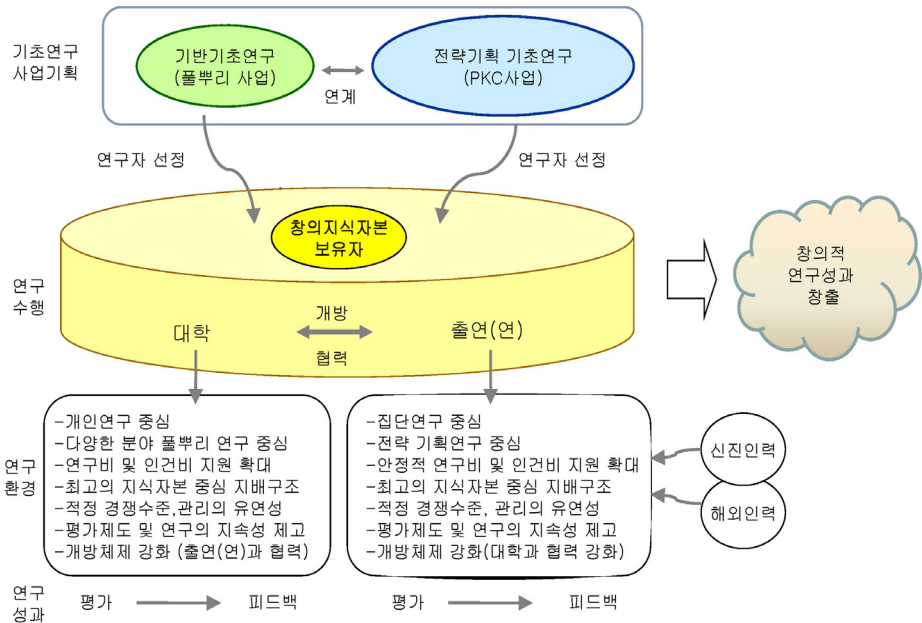 기초연구
사업기획
기반기초연구
(풀뿌리 사업)
연계
전략기획 기초연구
(PKC사업)
연구자 선정
연구자 선정
창의지식자본
보유자
연구
수행
대학
개방
협력
출연(연)
창의적
연구성과
창출
연구
환경
-개인연구 중심
-다양한 분야 풀뿌리 연구 중심
-연구비 및 인건비 지원 확대
-최고의 지식자본 중심 지배구조
-적정 경쟁수준,관리의 유연성
-평가제도 및 연구의 지속성 제고
-개방체제 강화 (출연(연)과 협력)
-집단연구 중심
-전략 기획연구 중심
-안정적 연구비 및 인건비 지원 확대
-최고의 지식자본 중심 지배구조
-적정 경쟁수준, 관리의 유연성
-평가제도 및 연구의 지속성 제고
-개방체제 강화(대학과 협력 강화)
신진인력
해외인력
연구
성과
평가
피드백
평가
피드백